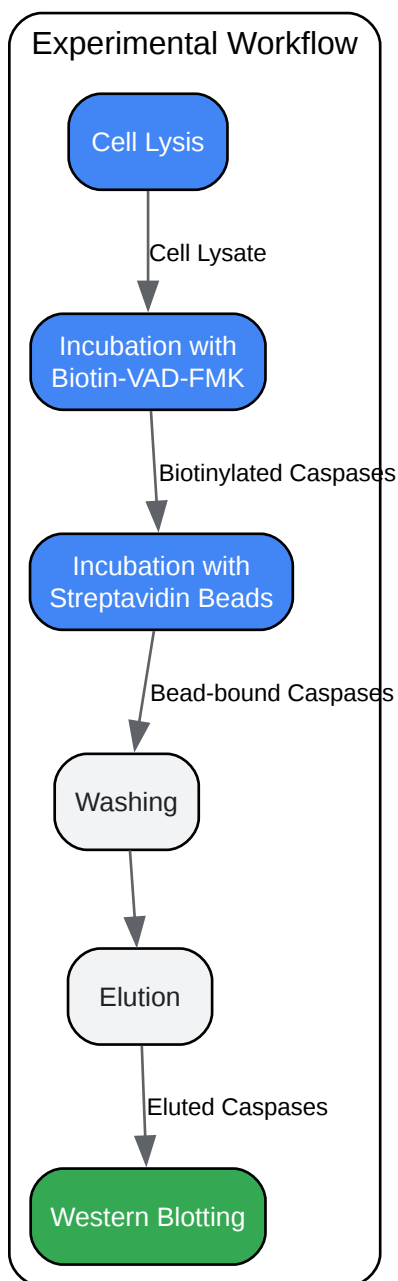 Experimental Workflow
Cell Lysis
Cell Lysate
Incubation with
Biotin-VAD-FMK
Biotinylated Caspases
Incubation with
Streptavidin Beads
Bead-bound Caspases
Washing
Elution
Eluted Caspases
Western Blotting